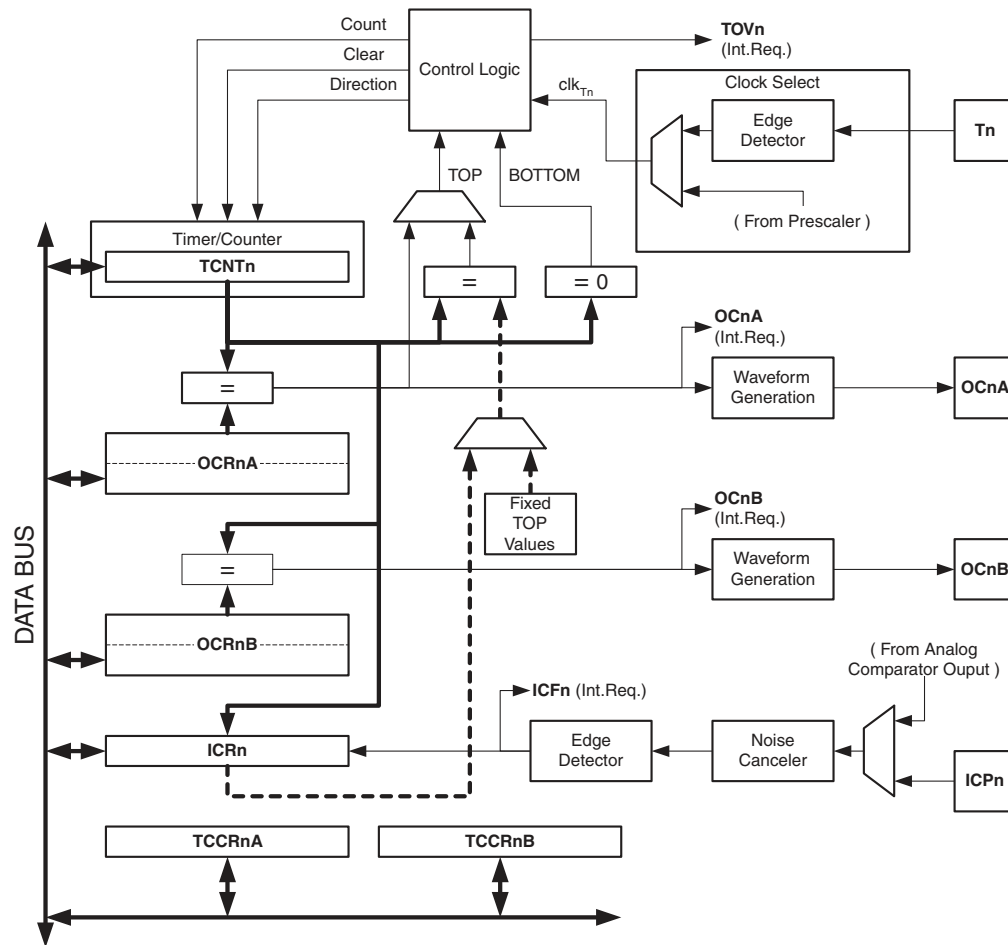 Count
Clear
Direction
Control Logic
TOVn
(Int.Req.)
clkTn
Clock Select
Edge
Detector
Tn
( From Prescaler )
TOP
BOTTOM
Timer/Counter
TCNTn
=
= 0
OCnA
(Int.Req.)
=
Waveform
Generation
OCnA
OCRnA
Fixed
TOP
Values
OCnB
(Int.Req.)
=
Waveform
Generation
OCnB
DATA BUS
OCRnB
( From Analog
Comparator Ouput )
ICFn (Int.Req.)
ICRn
Edge
Detector
Noise
Canceler
ICPn
TCCRnA
TCCRnB